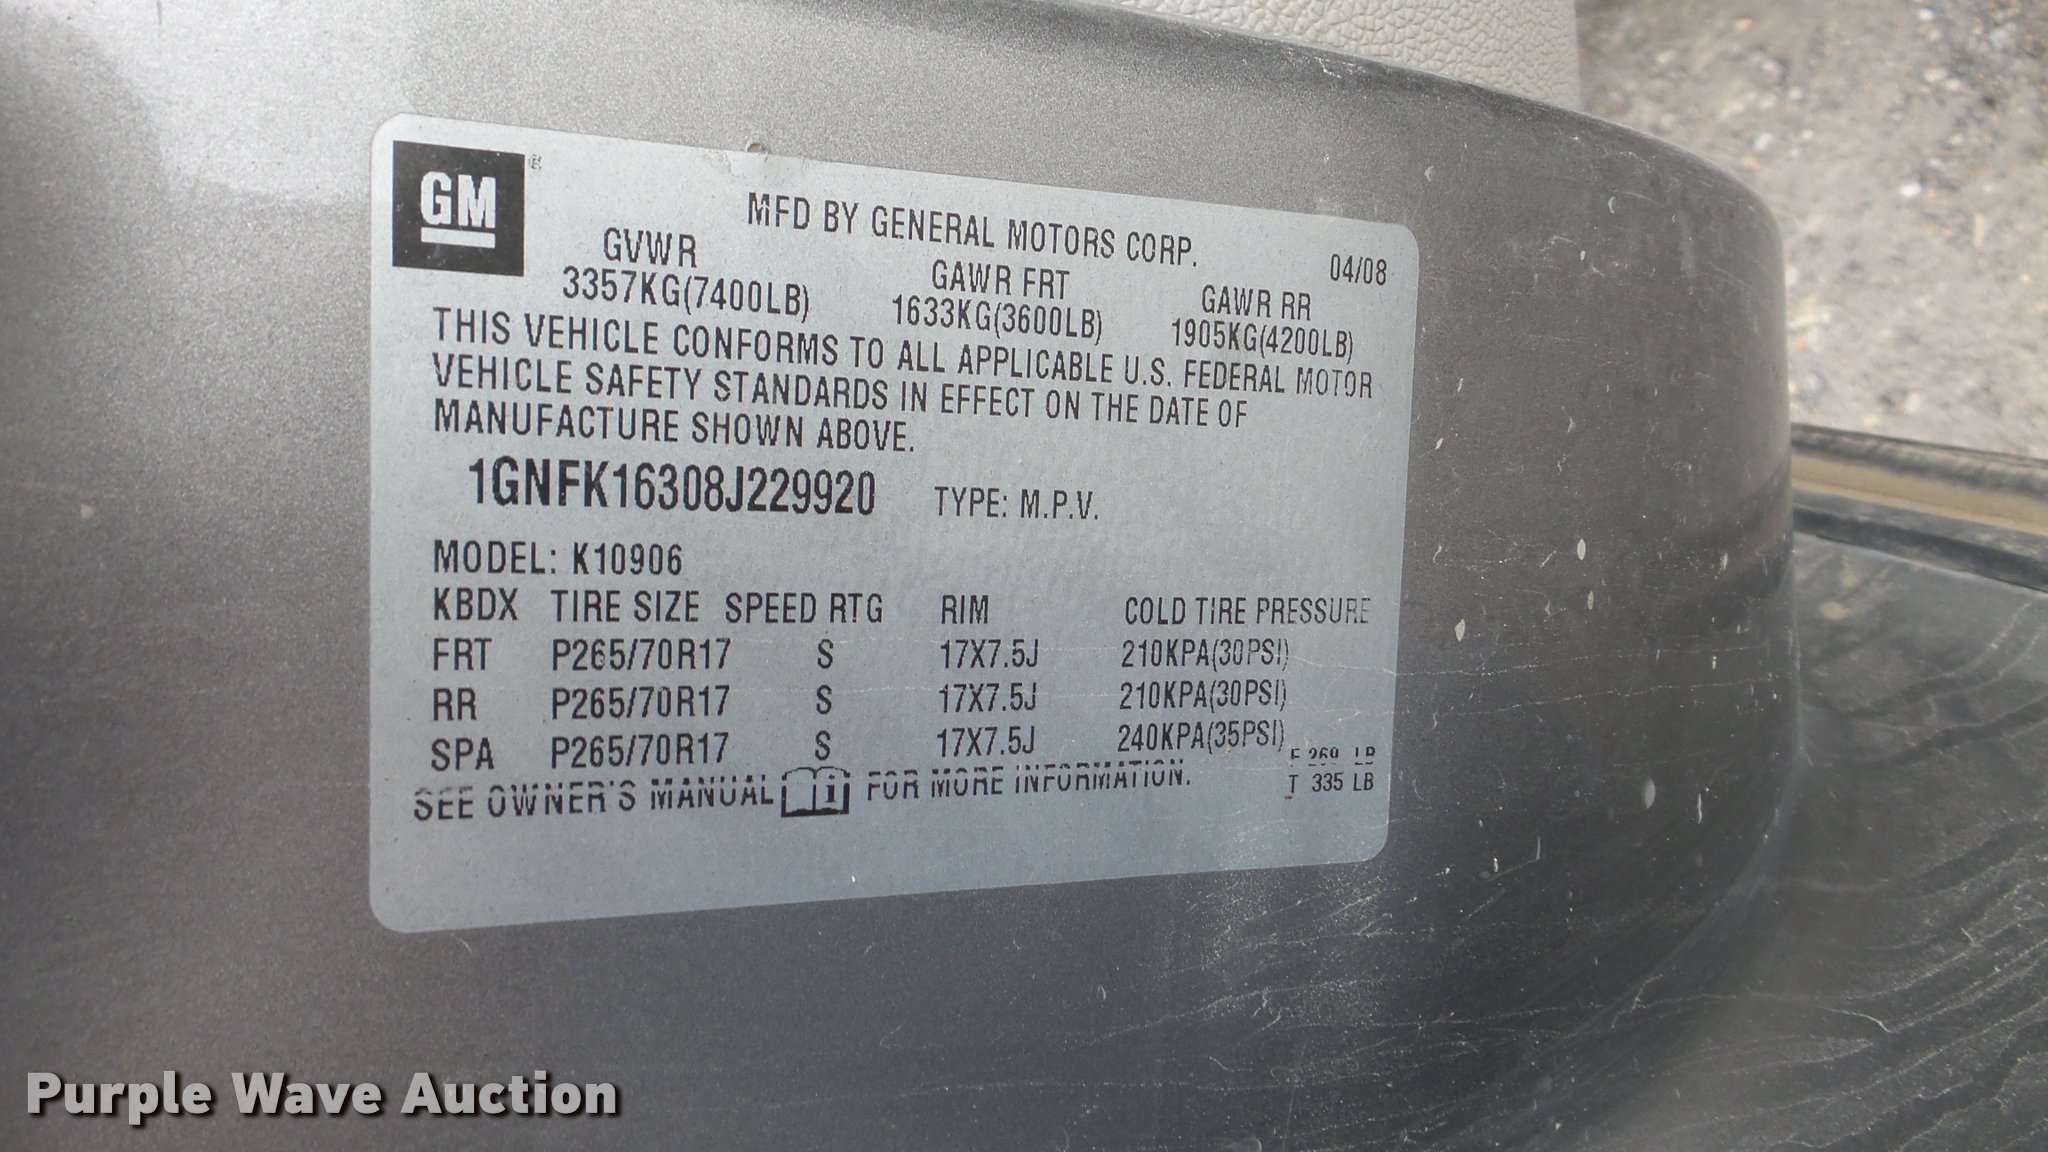 GM
MFD BY GENERAL MOTORS CORP.
04/08
GVWR
GAWR FRT
GAWR RR
3357KG(7400LB)
1633KG(3600LB)
1905KG(4200LB)
THIS VEHICLE CONFORMS TO ALL APPLICABLE U.S. FEDERAL MOTOR
VEHICLE SAFETY STANDARDS IN EFFECT ON THE DATE OF
MANUFACTURE SHOWN ABOVE.
1GNFK16308J229920 TYPE: M.P.V.
MODEL: K10906
KBDX TIRE SIZE SPEED RTG RIM COLD TIRE PRESSURE
FRT P265/70R17 S 17X7.5J 210KPA(30PSI)
RR P265/70R17 S 17X7.5J 210KPA(30PSI)
SPA P265/70R17 S 17X7.5J 240KPA(35PSI)
SEE OWNER'S MANUAL i FOR MORE INFORMATION.
LB
T 335 LB
Purple Wave Auction